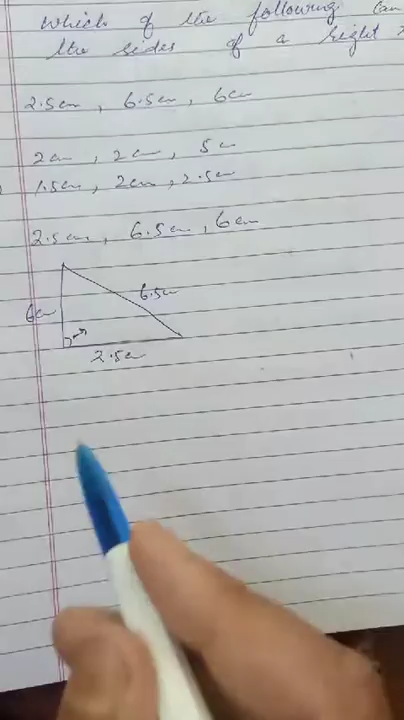 Which of the following can
the sides of a right
2.5cm, 6.5cm, 6cm
2cm, 2cm, 5c
1.5cm, 2cm, 2.5cm
2.5cm, 6.5cm, 6cm
6.5cm
6cm
2.5cm